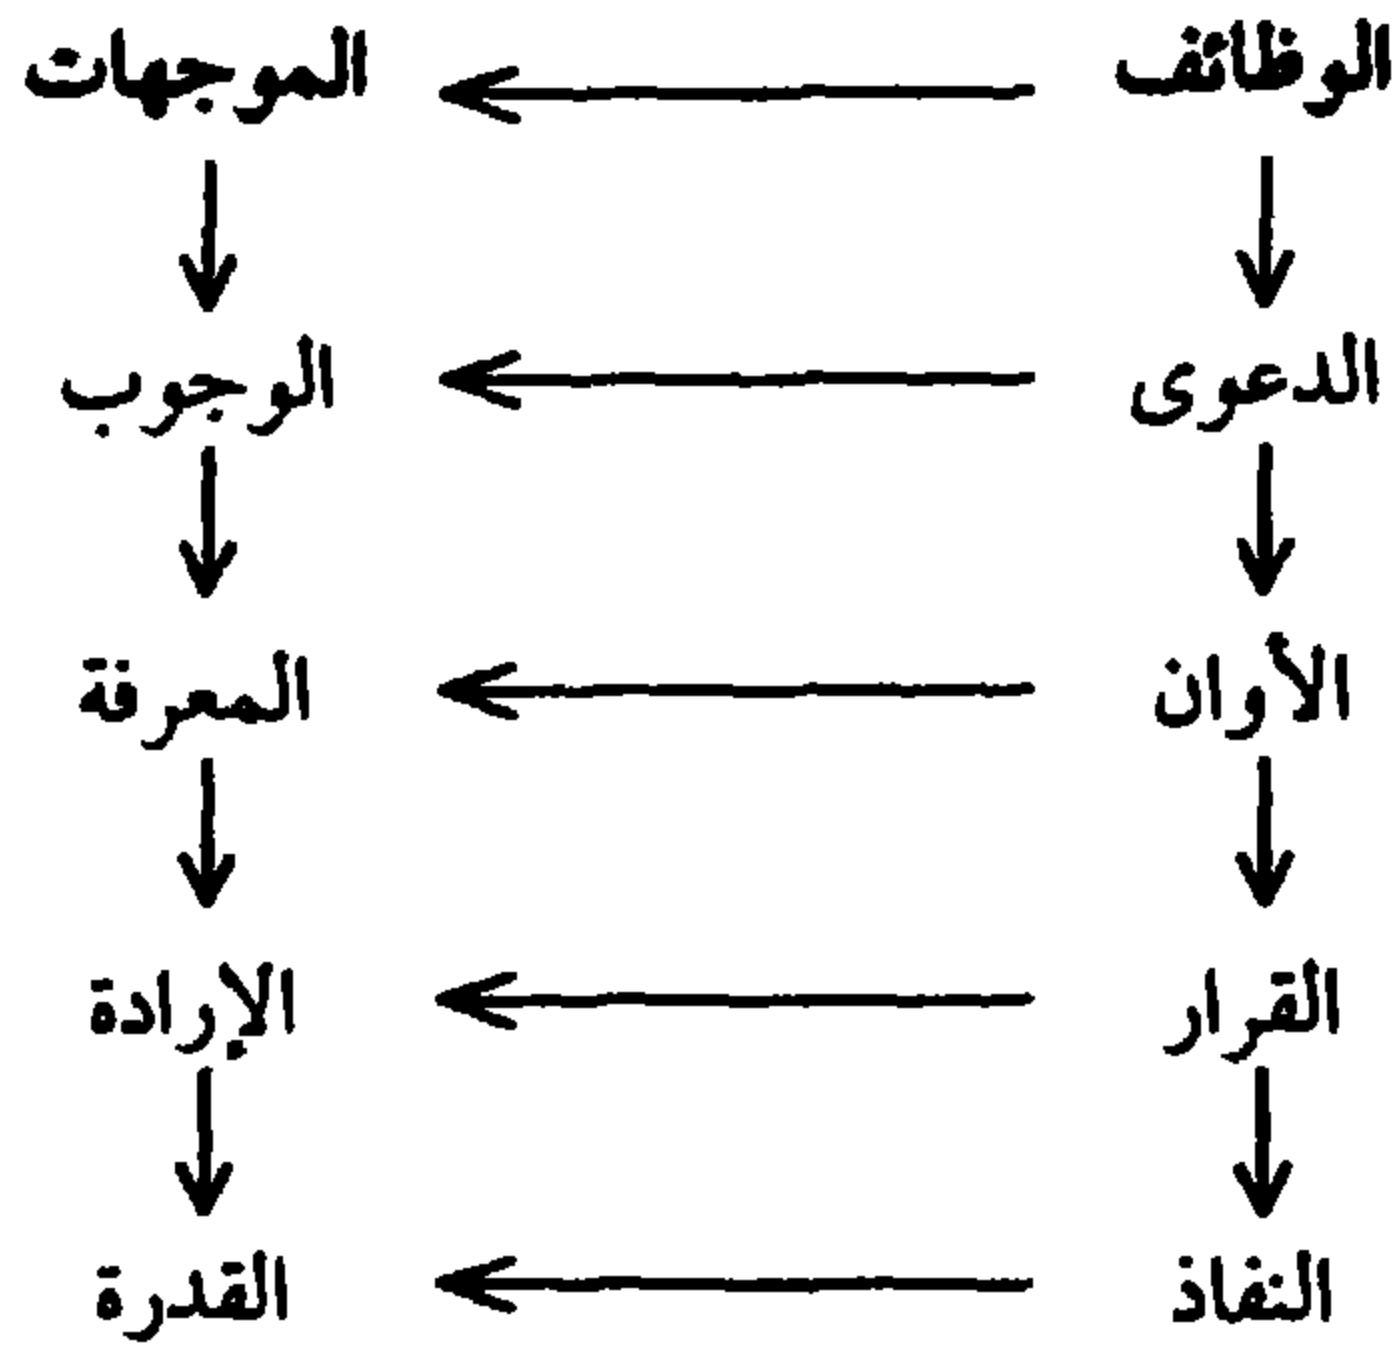 الوظائف الموجهات
الدعوى الوجوب
الأوان المعرفة
القرار الإرادة
النفاذ القدرة